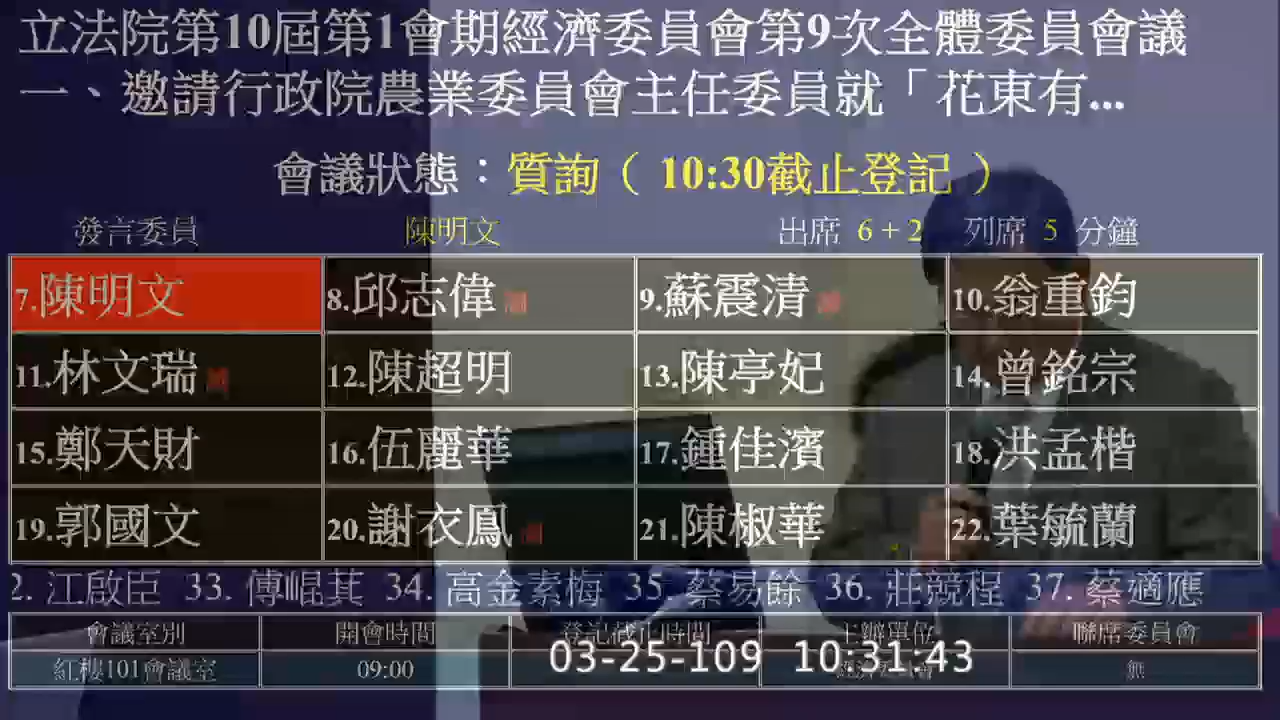 立法院第10屆第1會期經濟委員會第9次全體委員會議
一、邀請行政院農業委員會主任委員就「花東有...
會議狀態：質詢（ 10:30截止登記 ）
發言委員 陳明文 出席 6 + 2 列席 5 分鐘
7.陳明文 8.邱志偉 9.蘇震清 10.翁重鈞
11.林文瑞 12.陳超明 13.陳亭妃 14.曾銘宗
15.鄭天財 16.伍麗華 17.鍾佳濱 18.洪孟楷
19.郭國文 20.謝衣鳯 21.陳椒華 22.葉毓蘭
2. 江啟臣 33. 傅崐萁 34. 高金素梅 35. 蔡易餘 36. 莊競程 37. 蔡適應
會議室別 開會時間 登記截止時間 主辦單位 聯席委員會
紅樓101會議室 09:00 無
03-25-109 10:31:43